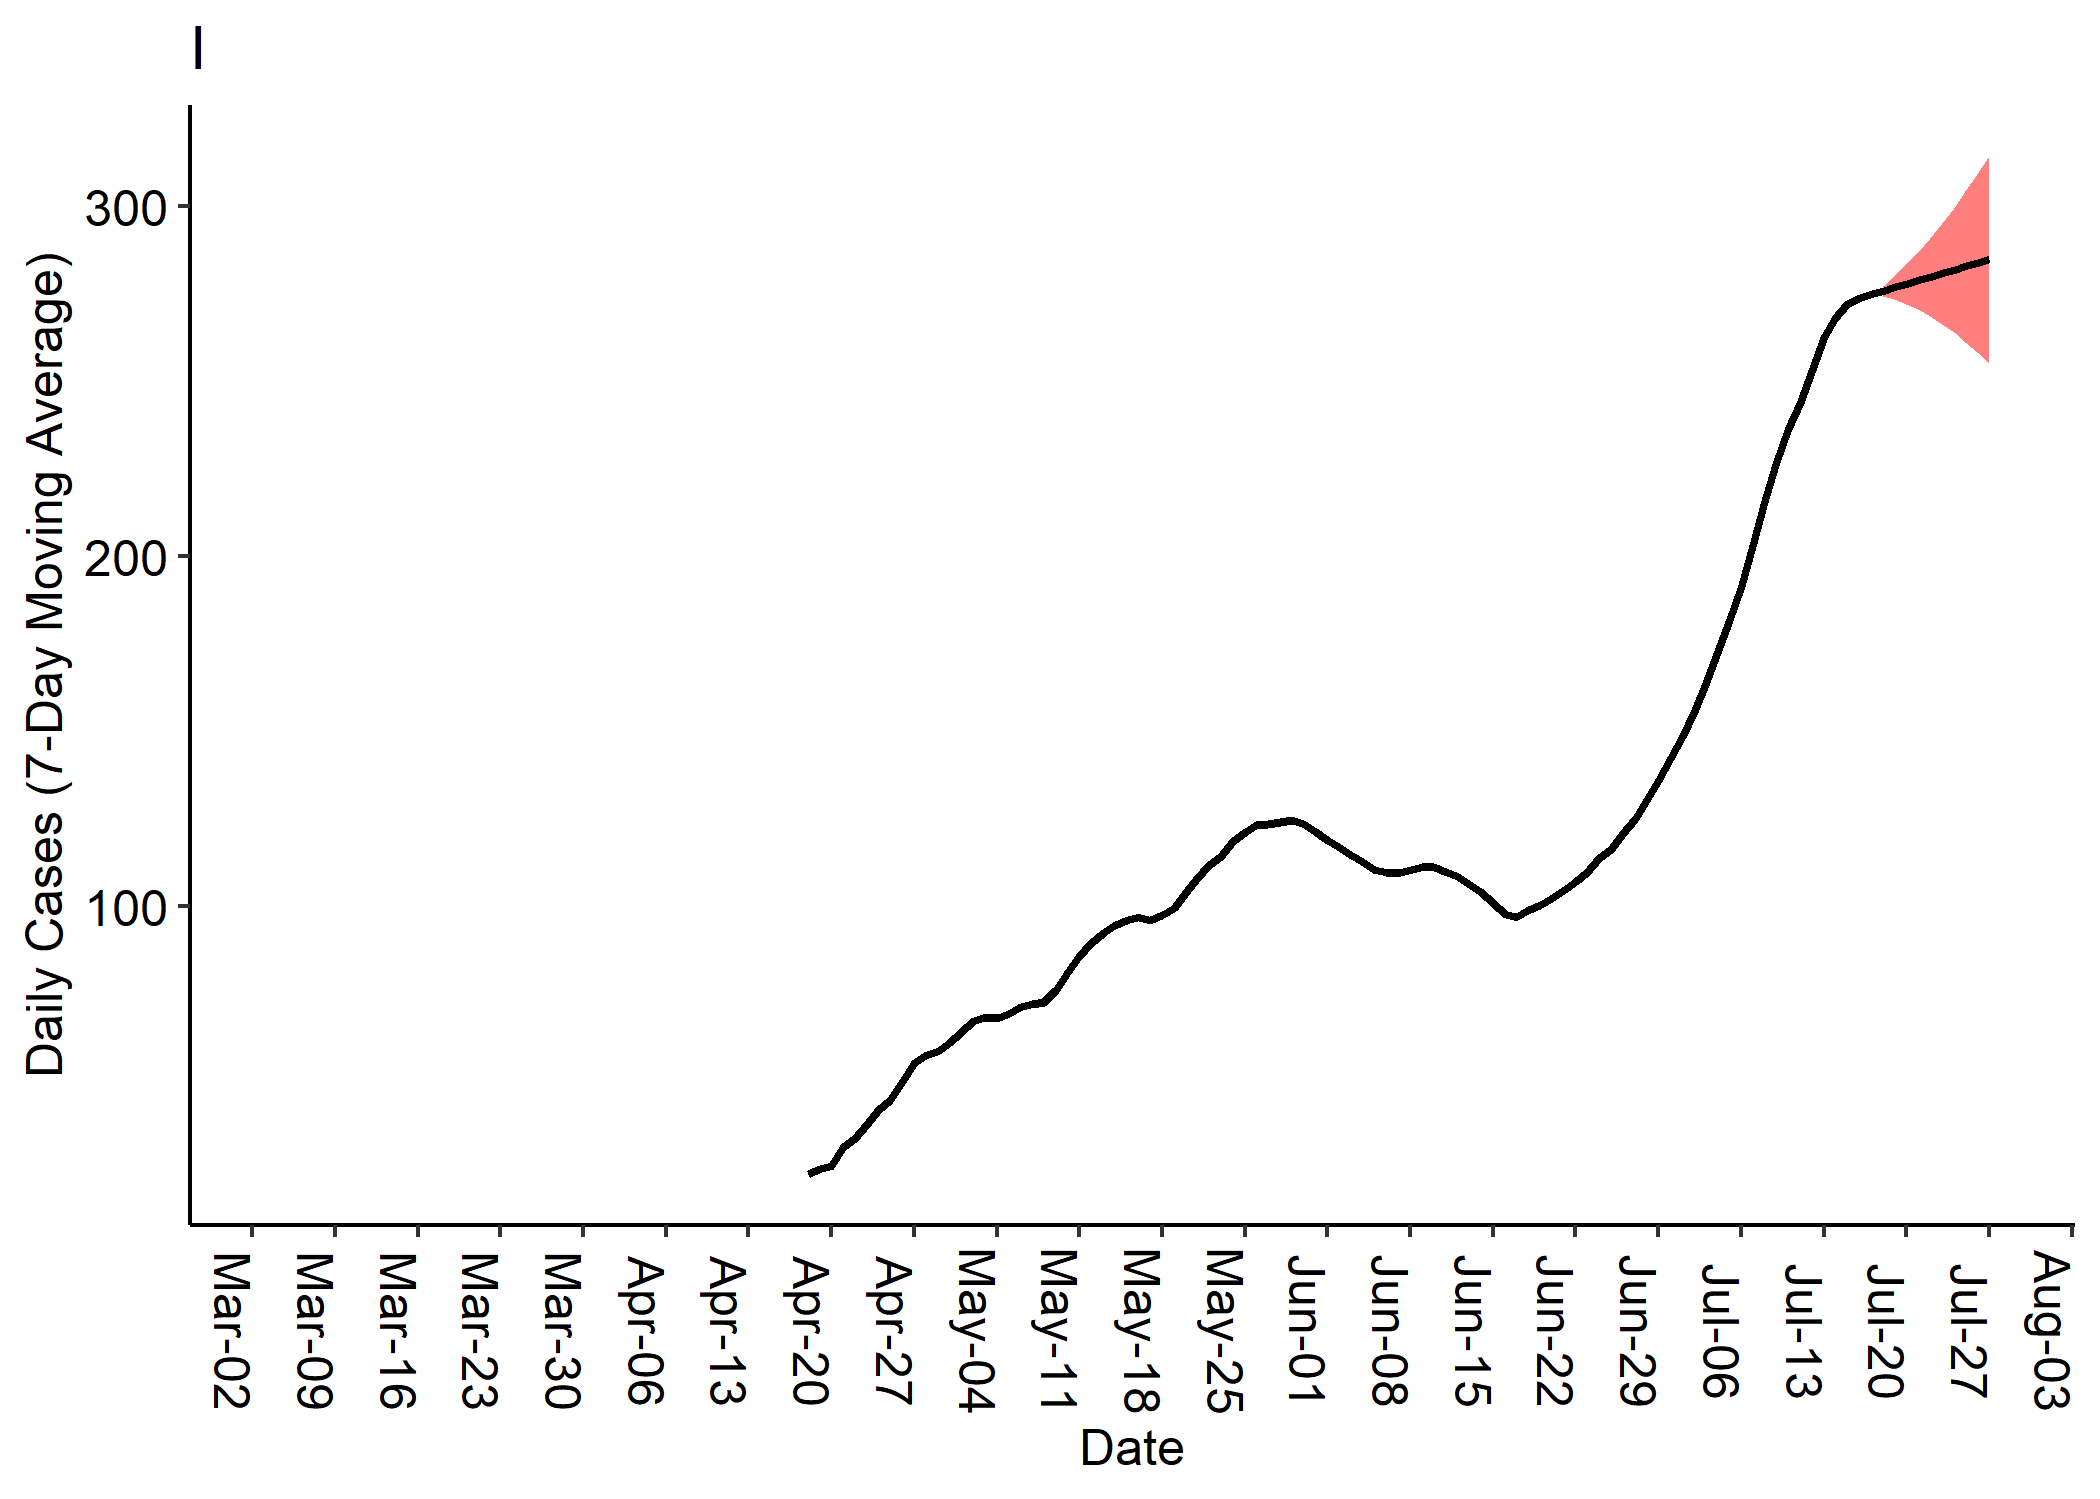 I
Daily Cases (7-Day Moving Average)
300
200
100
Mar-02
Mar-09
Mar-16
Mar-23
Mar-30
Apr-06
Apr-13
Apr-20
Apr-27
May-04
May-11
May-18
May-25
Jun-01
Jun-08
Jun-15
Jun-22
Jun-29
Jul-06
Jul-13
Jul-20
Jul-27
Aug-03
Date